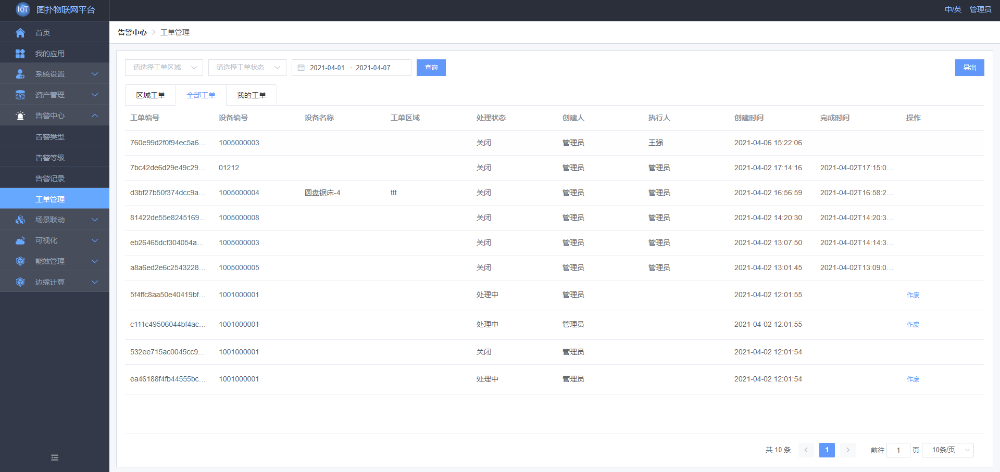 IoT 图扑物联网平台
中/英 管理员
首页
我的应用
系统设置
资产管理
告警中心
告警类型
告警等级
告警记录
工单管理
场景联动
可视化
能效管理
边缘计算
告警中心 > 工单管理
请选择工单区域 请选择工单状态 2021-04-01 - 2021-04-07 查询 导出
区域工单 全部工单 我的工单
工单编号 设备编号 设备名称 工单区域 处理状态 创建人 执行人 创建时间 完成时间 操作
760e99d2f0f94ec5a6... 1005000003 关闭 管理员 王强 2021-04-06 15:22:06
7bc42de6d29e49c29... 01212 关闭 管理员 管理员 2021-04-02 17:14:16 2021-04-02T17:15:0...
d3bf27b50f374dcc9a... 1005000004 圆盘锯床-4 ttt 关闭 管理员 管理员 2021-04-02 16:56:59 2021-04-02T16:58:2...
81422de55e8245169... 1005000008 关闭 管理员 管理员 2021-04-02 14:20:30 2021-04-02T14:20:3...
eb26465dcf304054a... 1005000003 关闭 管理员 管理员 2021-04-02 13:07:50 2021-04-02T14:14:3...
a8a6ed2e6c2543228... 1005000005 关闭 管理员 管理员 2021-04-02 13:01:45 2021-04-02T13:09:0...
5f4ffc8aa50e40419bf... 1001000001 处理中 管理员 2021-04-02 12:01:55 作废
c111c49506044bf4ac... 1001000001 处理中 管理员 2021-04-02 12:01:55 作废
532ee715ac0045cc9... 1001000001 关闭 管理员 2021-04-02 12:01:54
ea46188f4fb44555bc... 1001000001 处理中 管理员 2021-04-02 12:01:54 作废
共 10 条 < 1 > 前往 1 页 10条/页